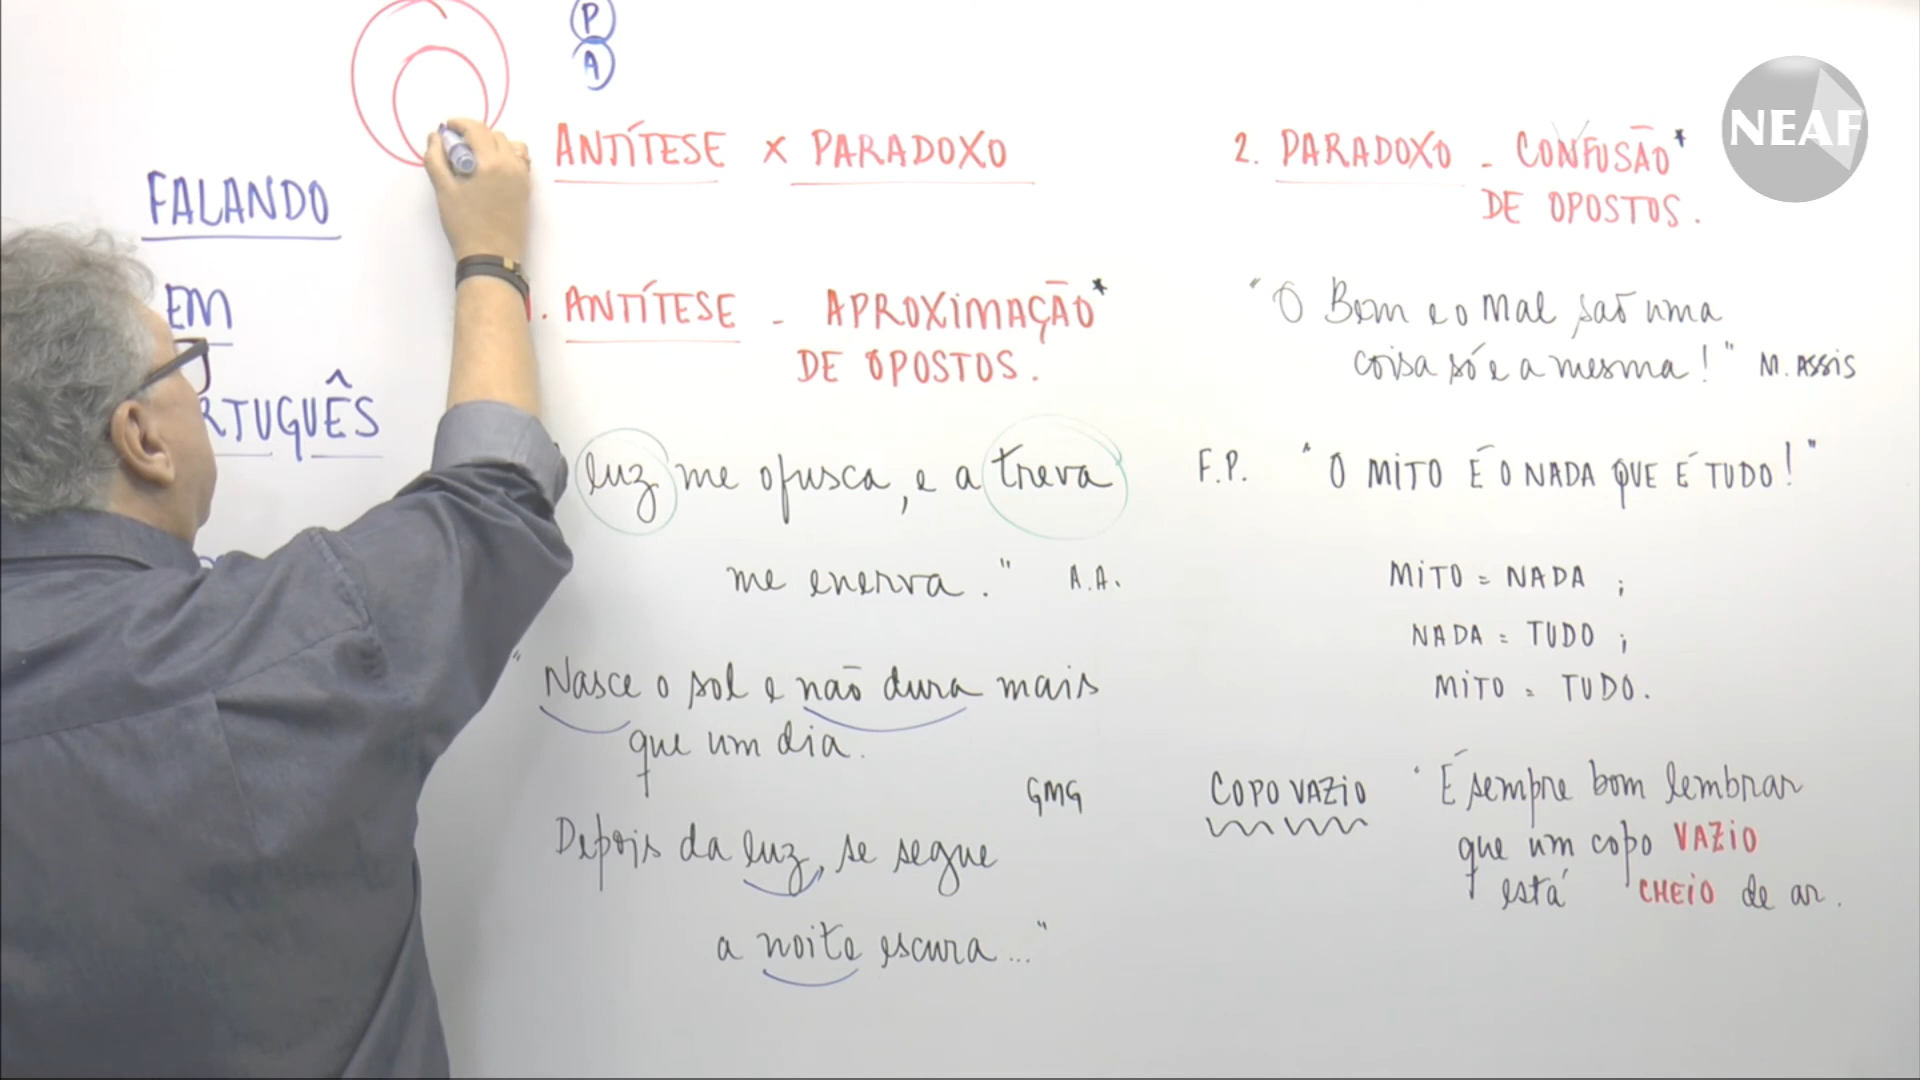 P
A
FALANDO
EM
RTUGUÊS
ANTÍTESE X PARADOXO
1. ANTÍTESE - APROXIMAÇÃO*
DE OPOSTOS.
luz me ofusca, e a treva
me enerva." A.A.
"Nasce o sol e não dura mais
que um dia.
GMG
Depois da luz, se segue
a noite escura..."
2. PARADOXO - CONFUSÃO*
DE OPOSTOS.
"O Bem e o Mal são uma
coisa só e a mesma!" M. ASSIS
F.P. "O MITO É O NADA QUE É TUDO!"
MITO = NADA ;
NADA = TUDO ;
MITO = TUDO.
COPO VAZIO "É sempre bom lembrar
que um copo VAZIO
está CHEIO de ar.
NEAF